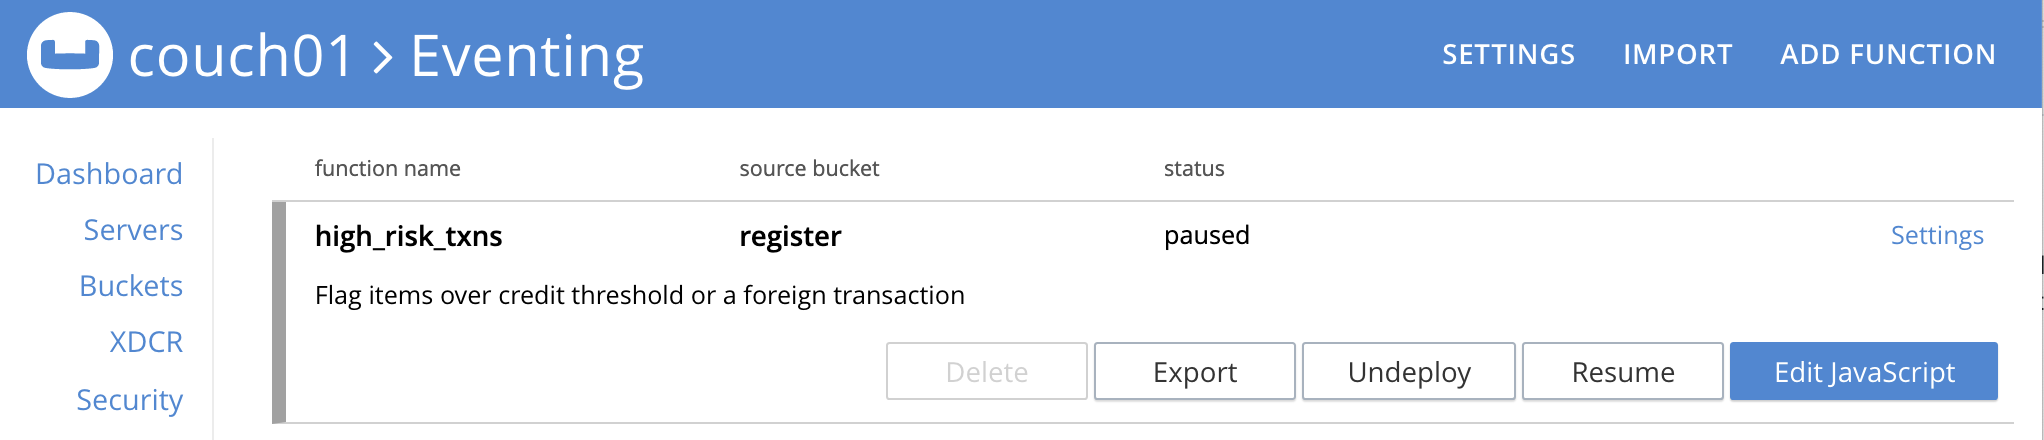 couch01 > Eventing
SETTINGS IMPORT ADD FUNCTION
Dashboard
Servers
Buckets
XDCR
Security
function name source bucket status
high_risk_txns register paused Settings
Flag items over credit threshold or a foreign transaction
Delete Export Undeploy Resume Edit JavaScript